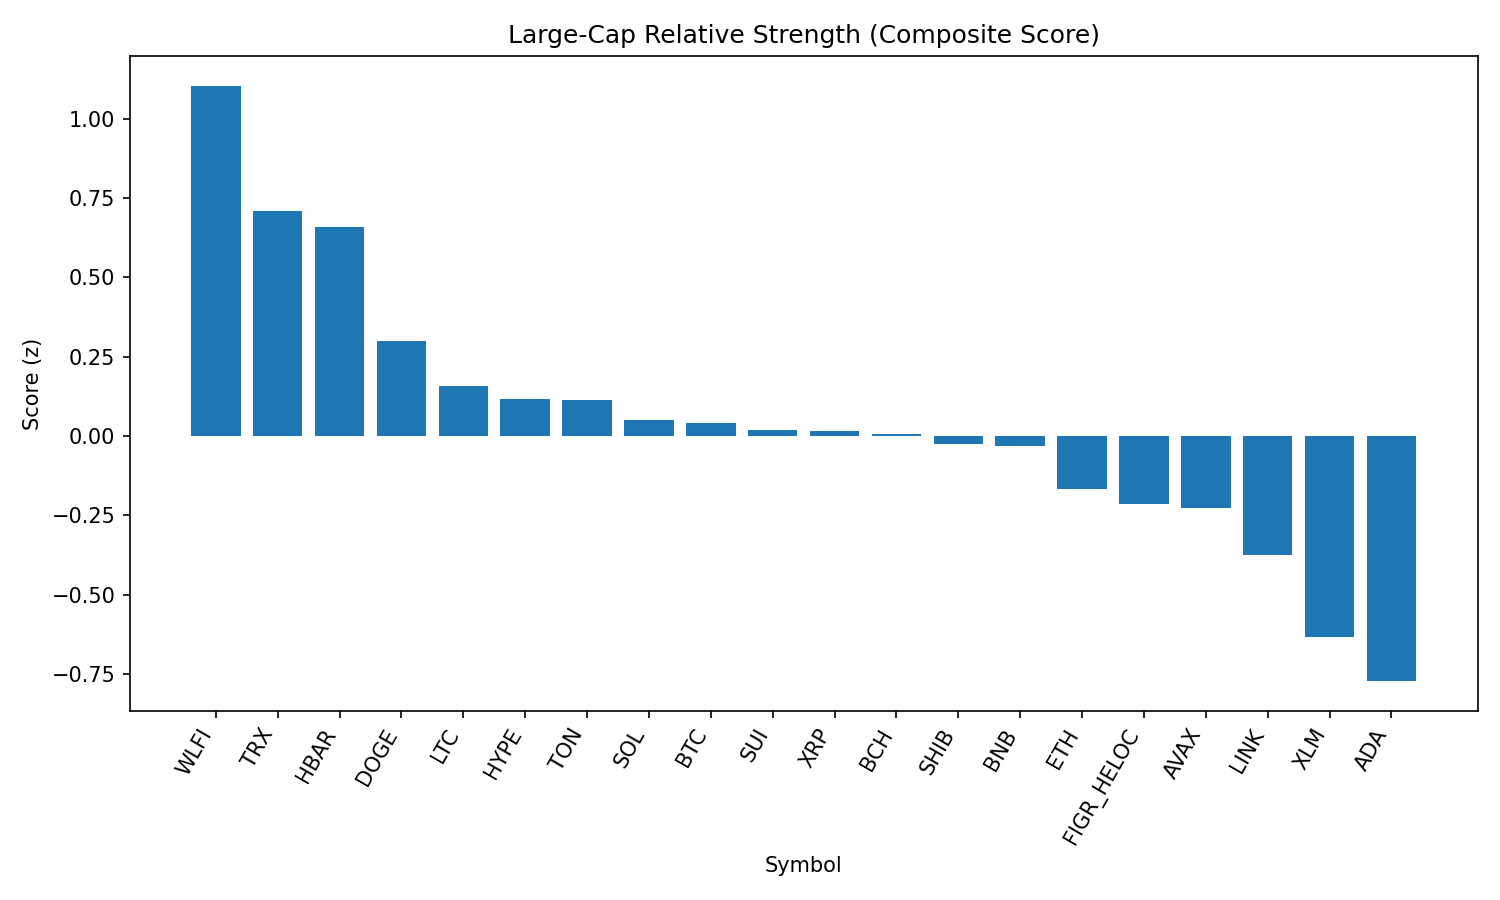 Large-Cap Relative Strength (Composite Score)
Score (z)
1.00
0.75
0.50
0.25
0.00
−0.25
−0.50
−0.75
WLFI
TRX
HBAR
DOGE
LTC
HYPE
TON
SOL
BTC
SUI
XRP
BCH
SHIB
BNB
ETH
FIGR_HELOC
AVAX
LINK
XLM
ADA
Symbol